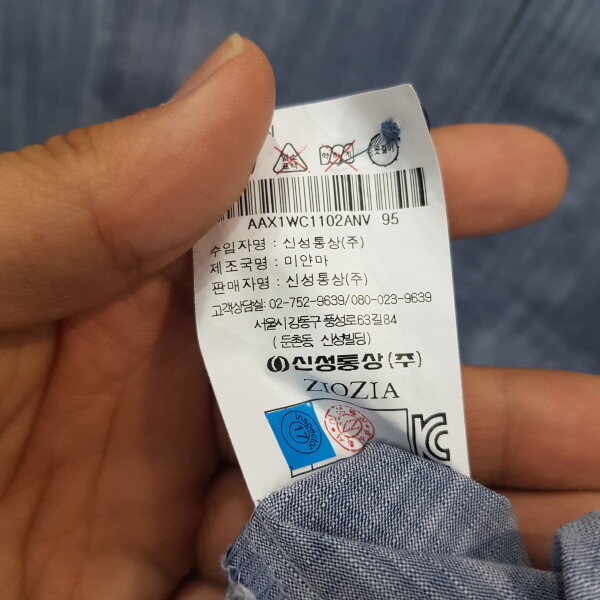 AAX1WC1102ANV 95
수입자명 : 신성통상(주)
제조국명 : 미얀마
판매자명 : 신성통상(주)
고객상담실: 02-752-9639/080-023-9639
서울시 강동구 풍성로63길84
( 둔촌동, 신성빌딩)
신성통상(주)
ZIOZIA
Inspector
17